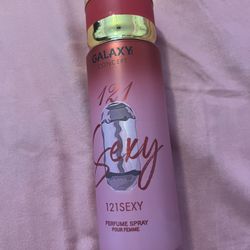 GALAXY
CONCEPT
121
Sexy
121SEXY
PERFUME SPRAY
POUR FEMME